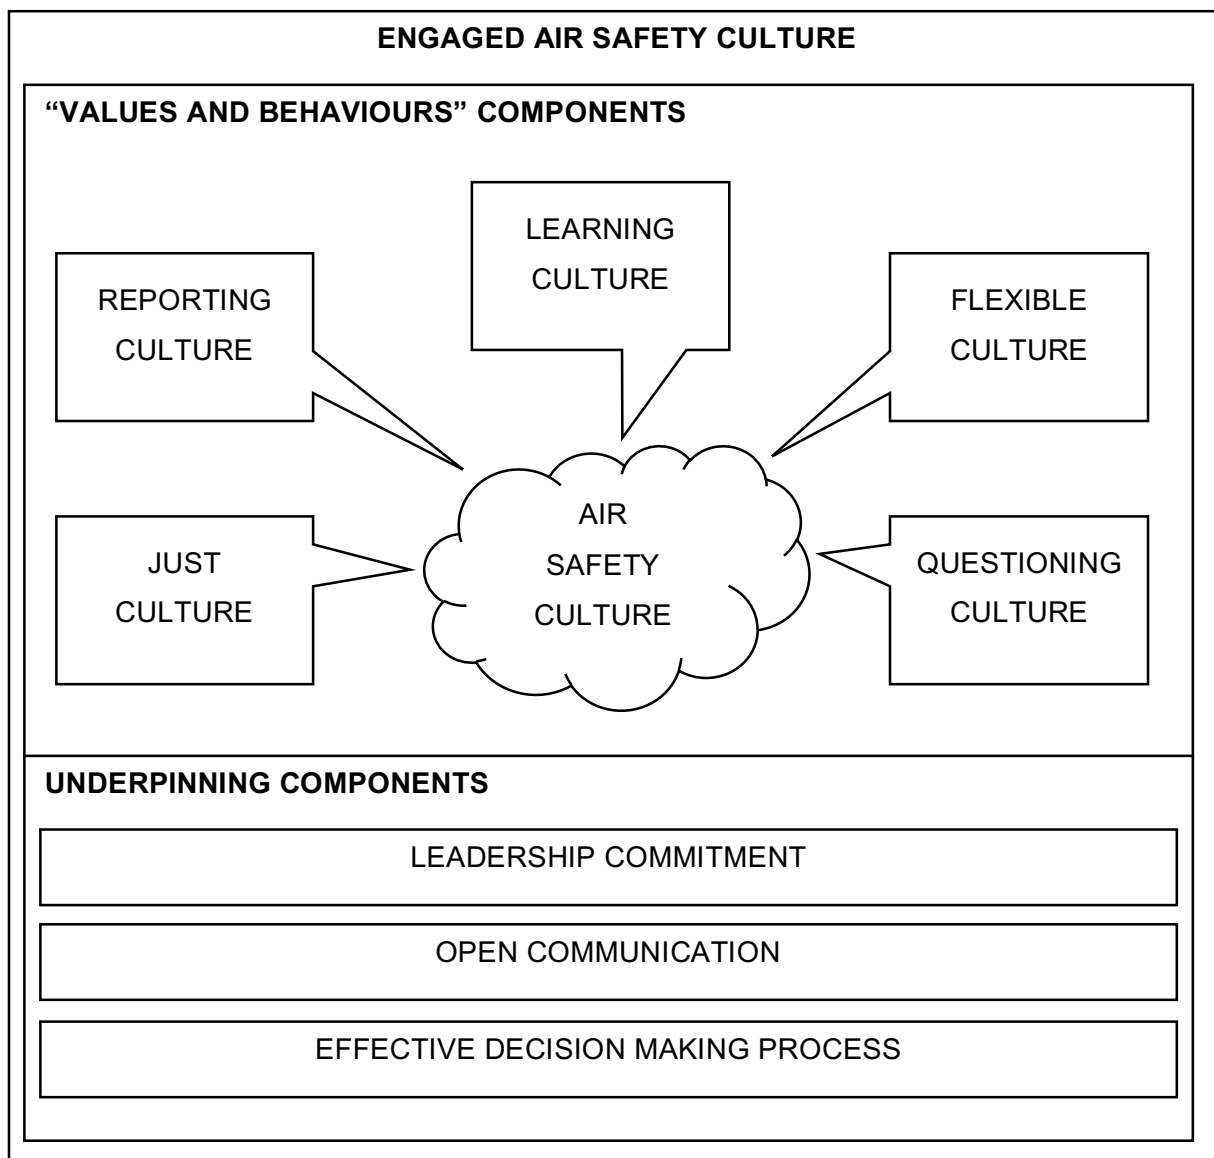 ENGAGED AIR SAFETY CULTURE
“VALUES AND BEHAVIOURS” COMPONENTS
LEARNING
CULTURE
REPORTING
CULTURE
FLEXIBLE
CULTURE
JUST
CULTURE
AIR
SAFETY
CULTURE
QUESTIONING
CULTURE
UNDERPINNING COMPONENTS
LEADERSHIP COMMITMENT
OPEN COMMUNICATION
EFFECTIVE DECISION MAKING PROCESS